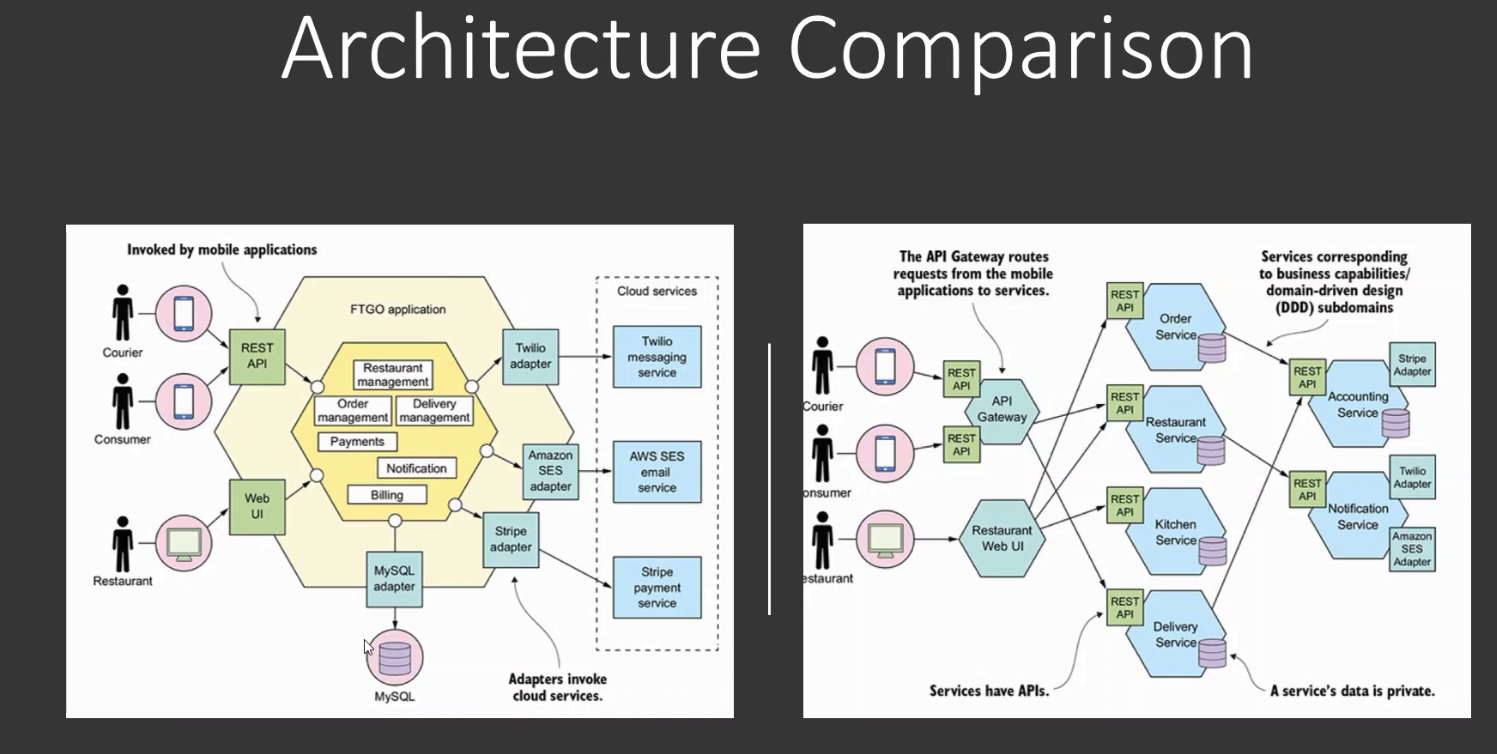 Architecture Comparison
Invoked by mobile applications
Courier
Consumer
Restaurant
REST
API
Web
UI
FTGO application
Restaurant
management
Order
management
Delivery
management
Payments
Notification
Billing
Twilio
adapter
Amazon
SES
adapter
Stripe
adapter
MySQL
adapter
MySQL
Cloud services
Twilio
messaging
service
AWS SES
email
service
Stripe
payment
service
Adapters invoke
cloud services.
The API Gateway routes
requests from the mobile
applications to services.
Services corresponding
to business capabilities/
domain-driven design
(DDD) subdomains
Courier
onsumer
estaurant
REST
API
REST
API
API
Gateway
Restaurant
Web UI
REST
API
Order
Service
REST
API
Restaurant
Service
REST
API
Kitchen
Service
REST
API
Delivery
Service
REST
API
Accounting
Service
Stripe
Adapter
REST
API
Notification
Service
Twilio
Adapter
Amazon
SES
Adapter
Services have APIs.
A service's data is private.